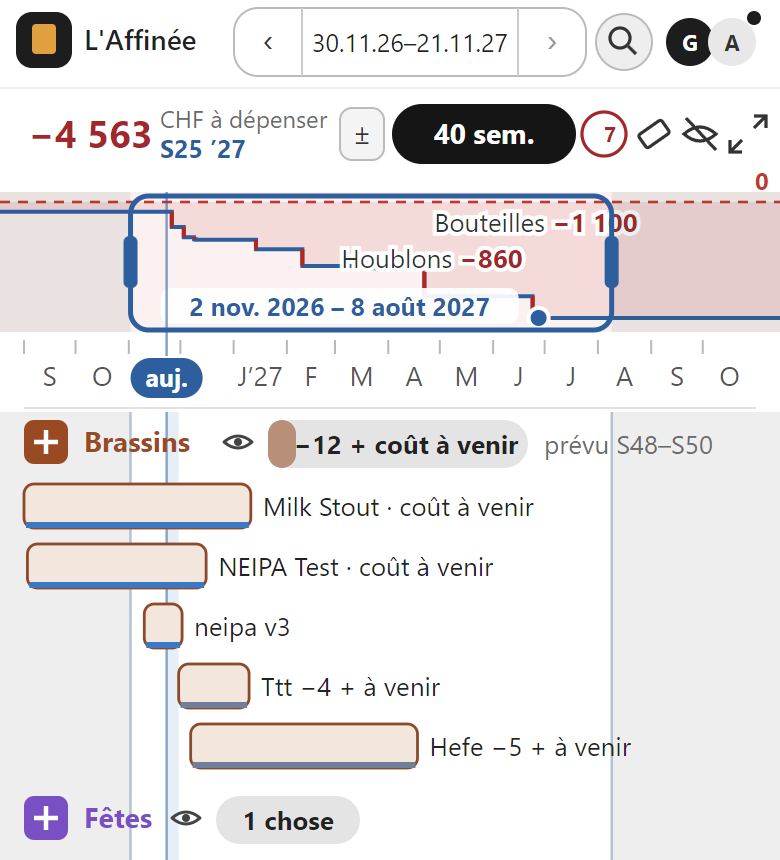 L'Affinée
‹ 30.11.26–21.11.27 ›
G A
−4 563 CHF à dépenser
S25 ’27
± 40 sem. 7
0
Bouteilles −1 100
Houblons −860
2 nov. 2026 – 8 août 2027
S O auj. J’27 F M A M J J A S O
Brassins −12 + coût à venir prévu S48–S50
Milk Stout · coût à venir
NEIPA Test · coût à venir
neipa v3
Ttt −4 + à venir
Hefe −5 + à venir
Fêtes 1 chose